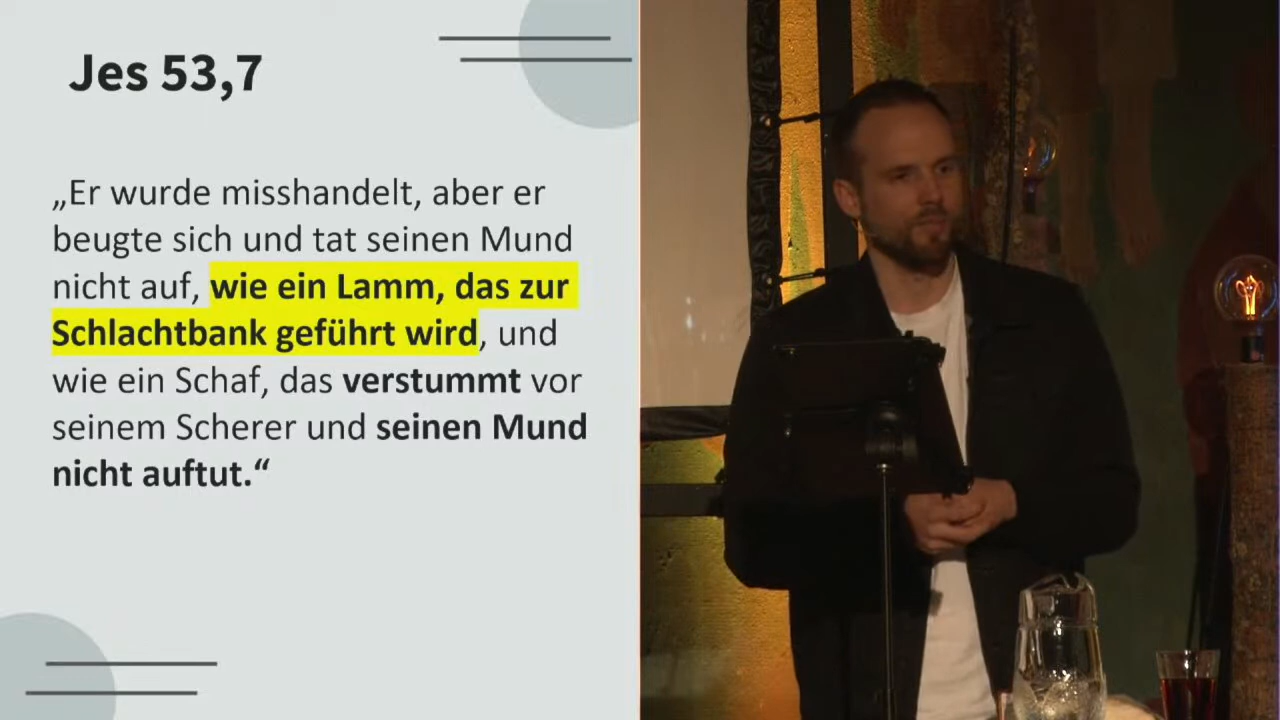 Jes 53,7
„Er wurde misshandelt, aber er
beugte sich und tat seinen Mund
nicht auf, wie ein Lamm, das zur
Schlachtbank geführt wird, und
wie ein Schaf, das verstummt vor
seinem Scherer und seinen Mund
nicht auftut.“